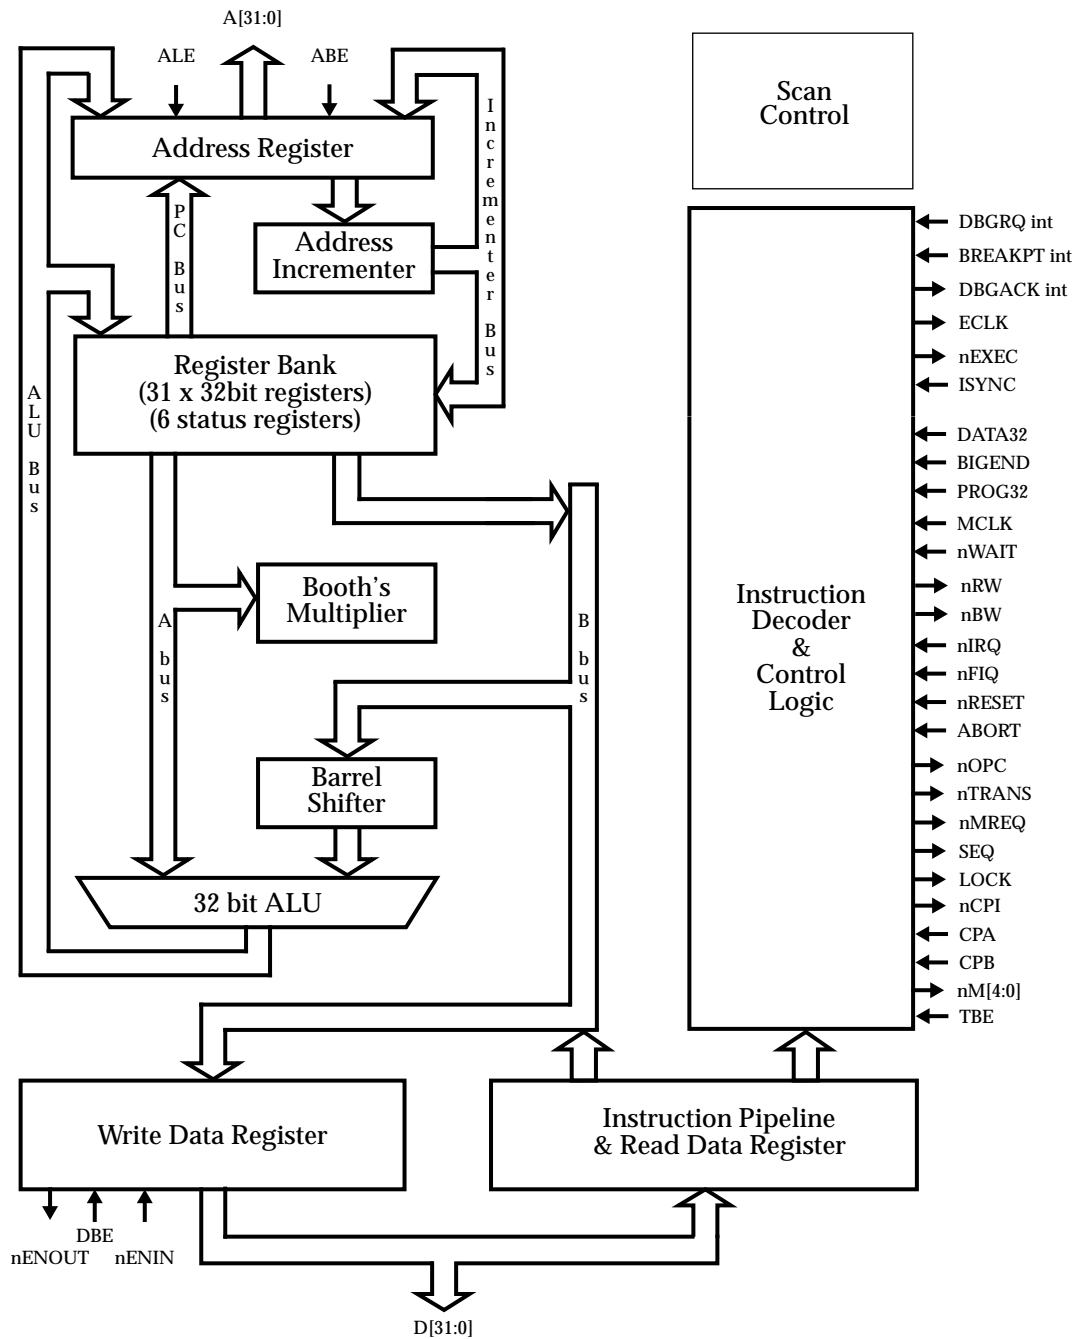 A[31:0]
ALE
ABE
Address Register
Incrementer Bus
PC Bus
Address
Incrementer
Register Bank
(31 x 32bit registers)
(6 status registers)
ALU Bus
A bus
Booth's
Multiplier
B bus
Barrel
Shifter
32 bit ALU
Write Data Register
Instruction Pipeline
& Read Data Register
nENOUT
DBE
nENIN
D[31:0]
Scan
Control
Instruction
Decoder
&
Control
Logic
DBGRQ int
BREAKPT int
DBGACK int
ECLK
nEXEC
ISYNC
DATA32
BIGEND
PROG32
MCLK
nWAIT
nRW
nBW
nIRQ
nFIQ
nRESET
ABORT
nOPC
nTRANS
nMREQ
SEQ
LOCK
nCPI
CPA
CPB
nM[4:0]
TBE